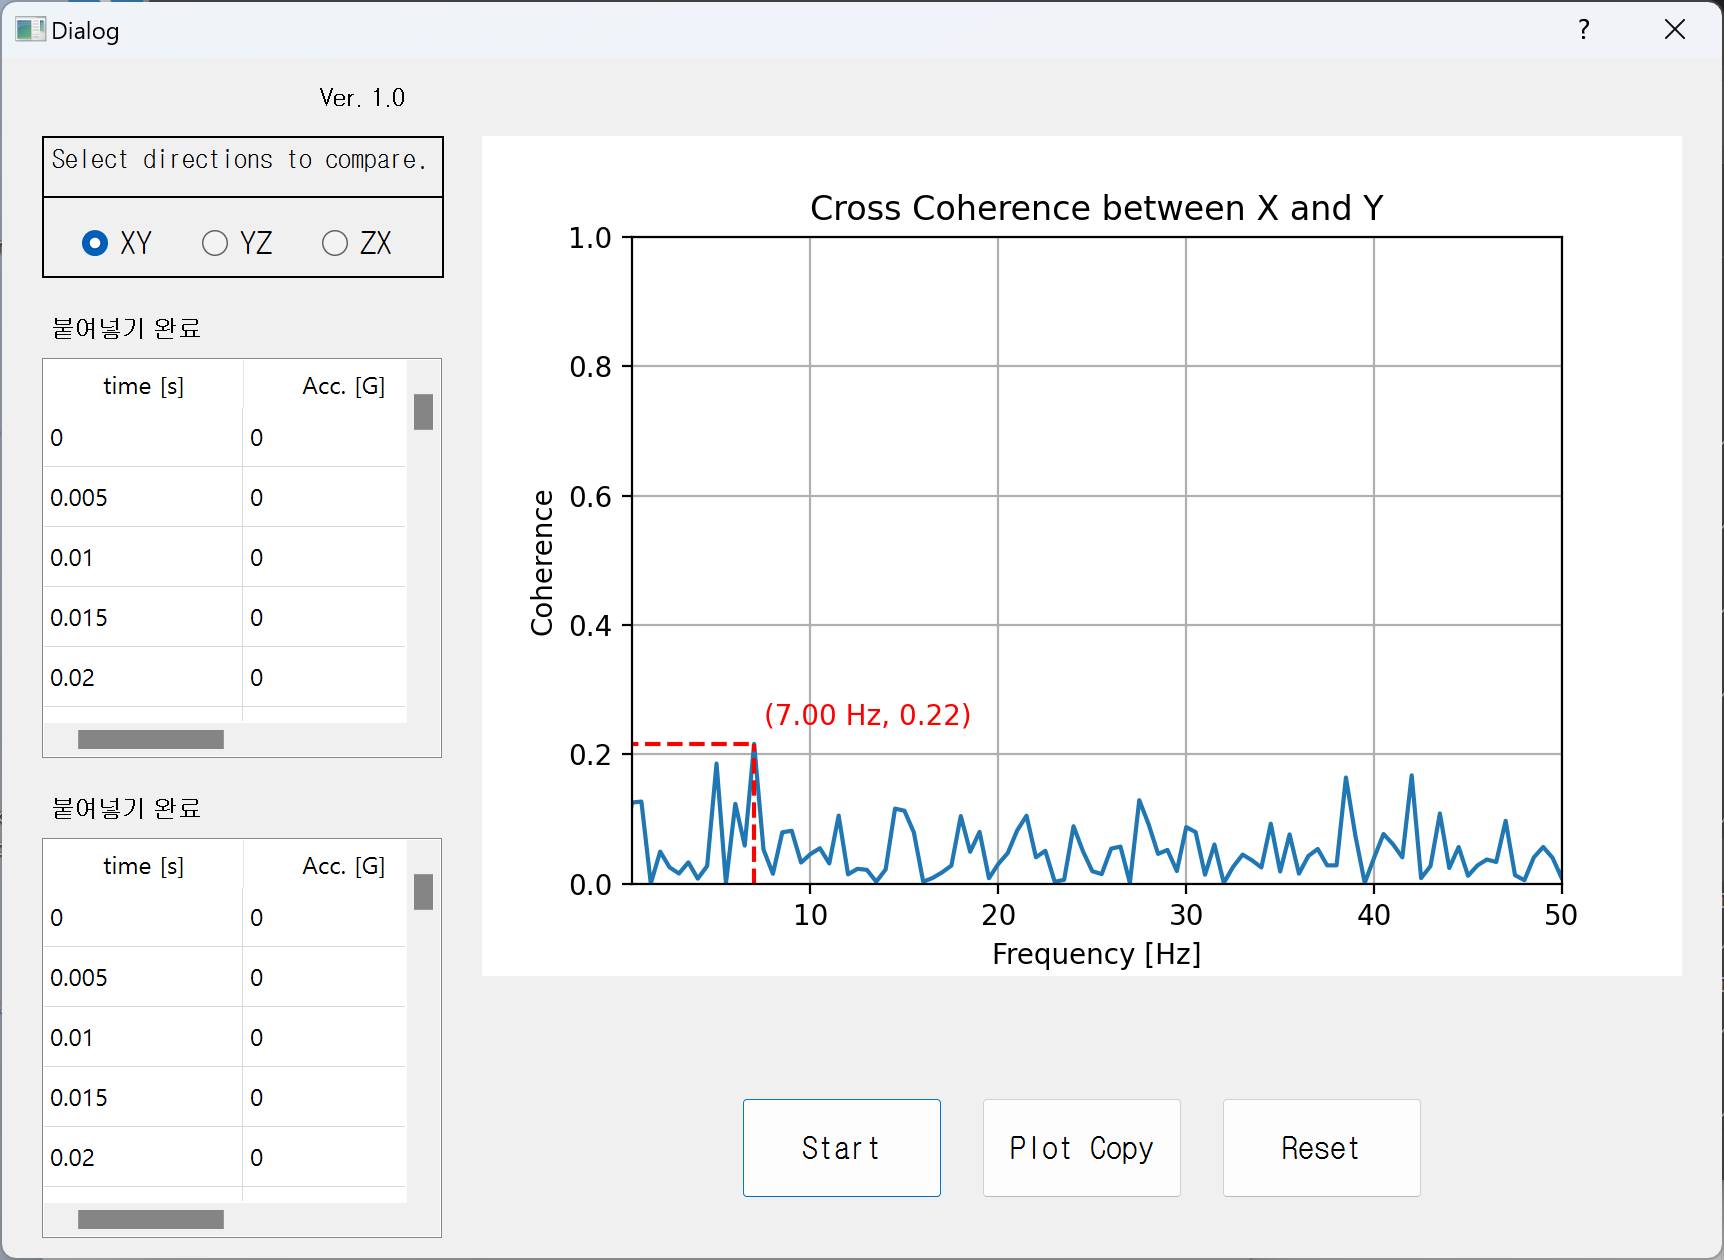 Dialog
?
Ver. 1.0
Select directions to compare.
XY YZ ZX
붙여넣기 완료
time [s] Acc. [G]
0 0
0.005 0
0.01 0
0.015 0
0.02 0
붙여넣기 완료
time [s] Acc. [G]
0 0
0.005 0
0.01 0
0.015 0
0.02 0
Cross Coherence between X and Y
1.0
0.8
0.6
0.4
0.2
0.0
Coherence
(7.00 Hz, 0.22)
10 20 30 40 50
Frequency [Hz]
Start Plot Copy Reset